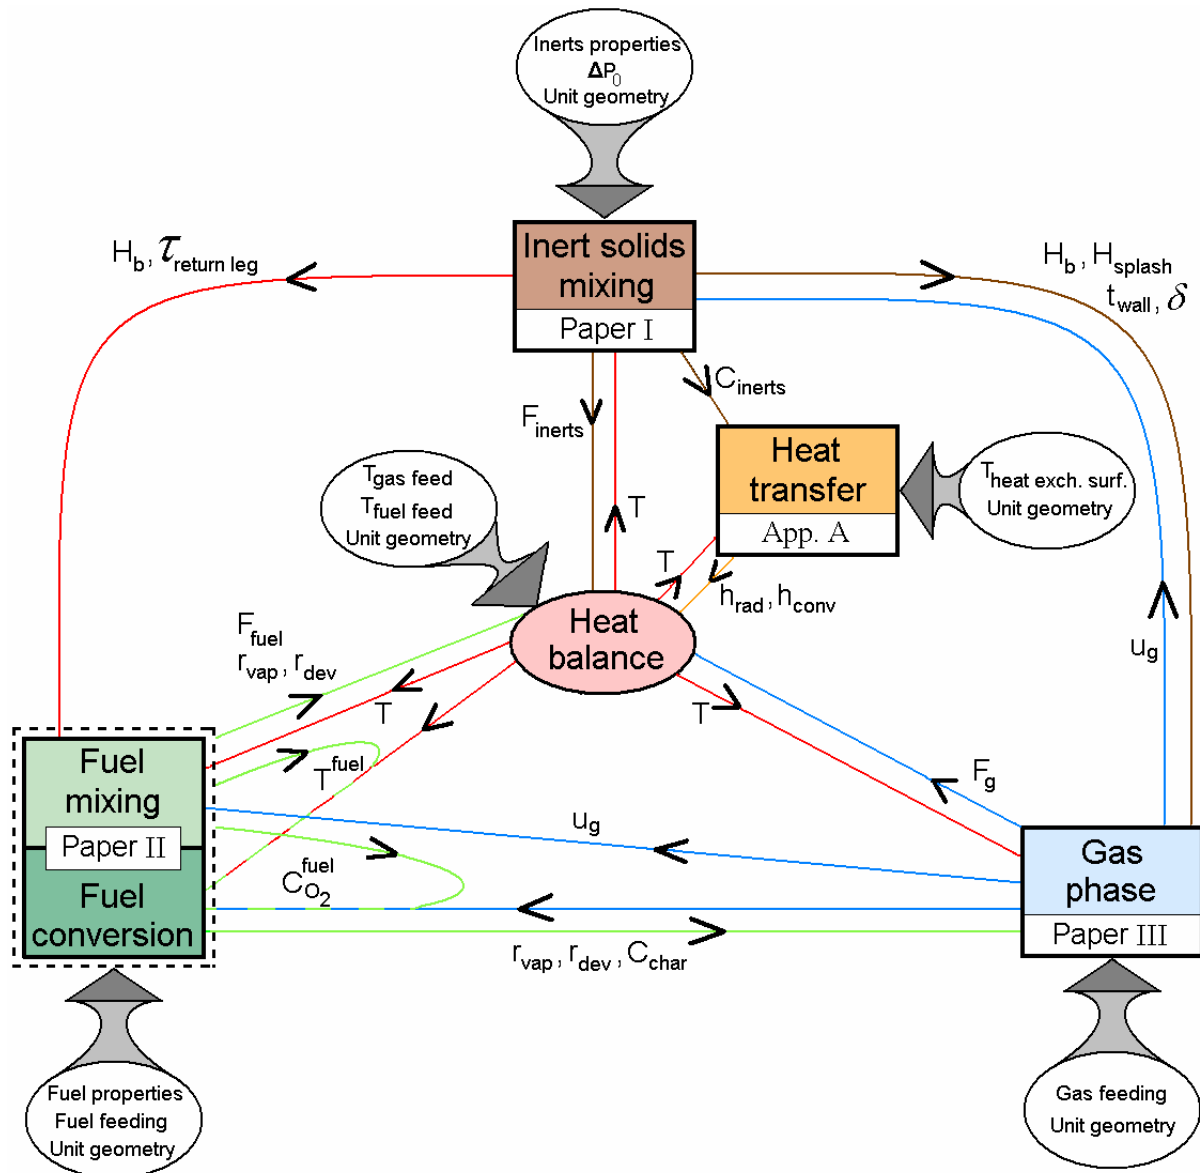 Inerts properties
ΔP0
Unit geometry
Inert solids
mixing
Paper I
Hb, τreturn leg
Hb, Hsplash
twall, δ
Cinerts
Finerts
Heat
transfer
App. A
Theat exch. surf.
Unit geometry
Tgas feed
Tfuel feed
Unit geometry
T
T
hrad, hconv
Heat
balance
Ffuel
rvap, rdev
T
T
ug
Fg
Fuel
mixing
Tfuel
Paper II
ug
Fuel
conversion
CO2fuel
Gas
phase
Paper III
rvap, rdev, Cchar
Fuel properties
Fuel feeding
Unit geometry
Gas feeding
Unit geometry